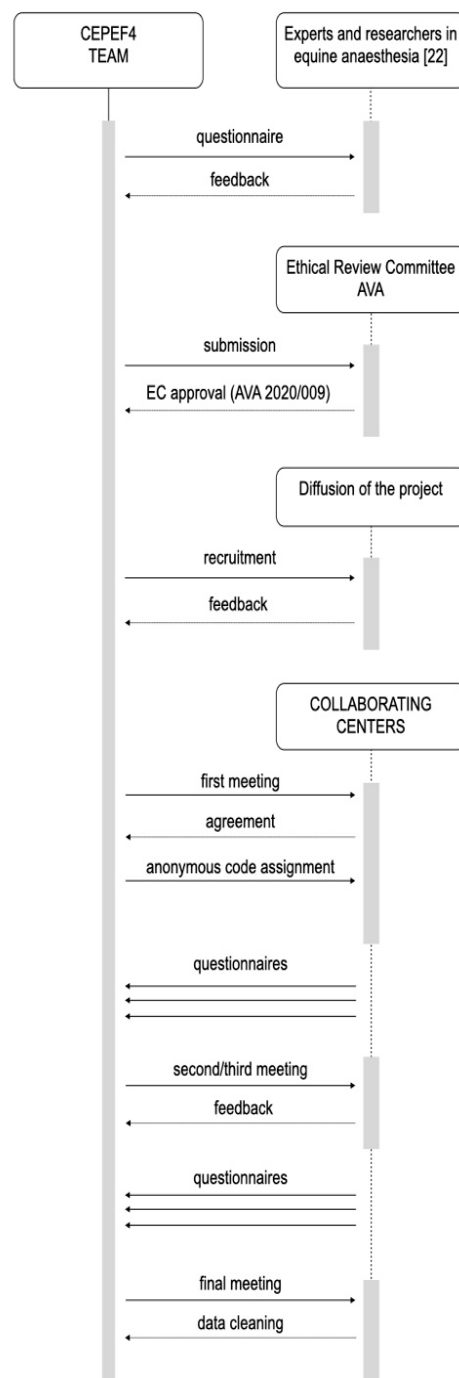 CEPEF4
TEAM
Experts and researchers in
equine anaesthesia [22]
questionnaire
feedback
Ethical Review Committee
AVA
submission
EC approval (AVA 2020/009)
Diffusion of the project
recruitment
feedback
COLLABORATING
CENTERS
first meeting
agreement
anonymous code assignment
questionnaires
second/third meeting
feedback
questionnaires
final meeting
data cleaning